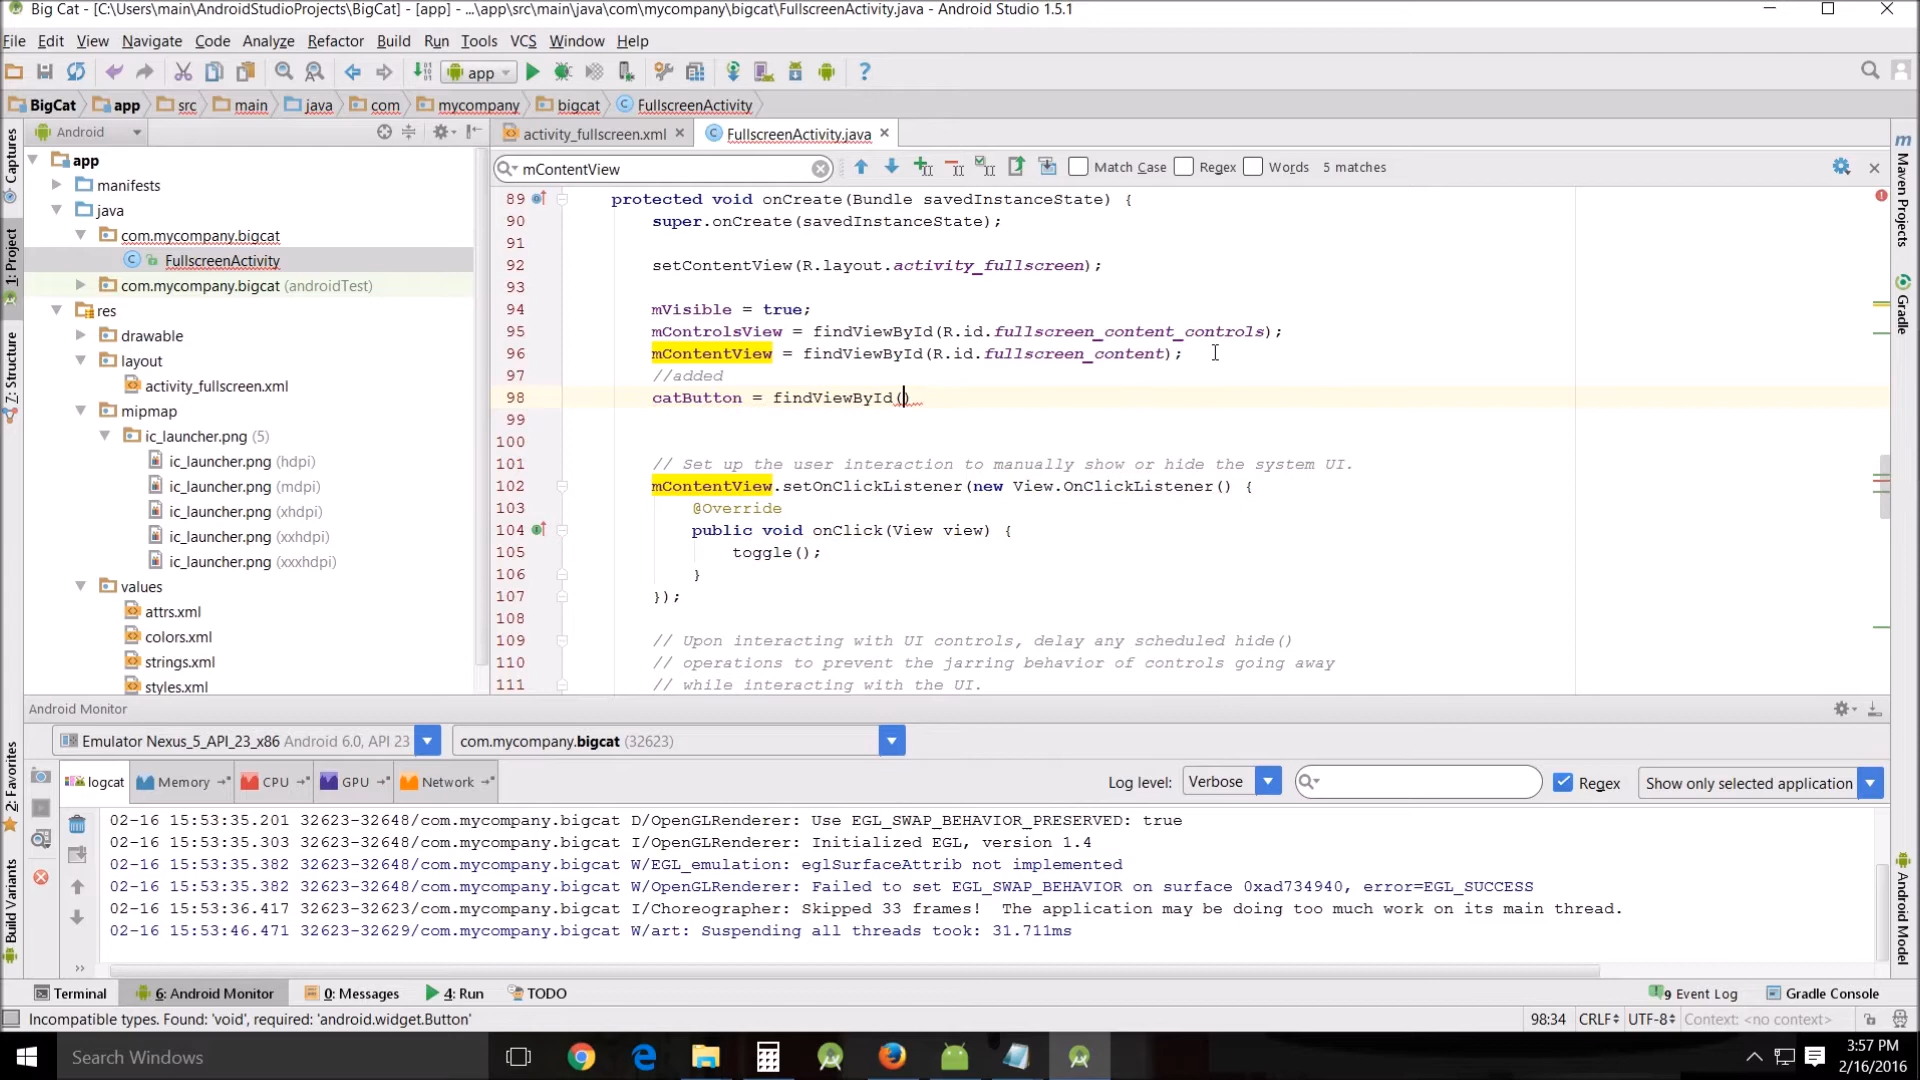 Big Cat - [C:\Users\main\AndroidStudioProjects\BigCat] - [app] - ...\app\src\main\java\com\mycompany\bigcat\FullscreenActivity.java - Android Studio 1.5.1
File Edit View Navigate Code Analyze Refactor Build Run Tools VCS Window Help
app
BigCat app src main java com mycompany bigcat FullscreenActivity
Android
activity_fullscreen.xml FullscreenActivity.java
mContentView Match Case Regex Words 5 matches
app
manifests
java
com.mycompany.bigcat
FullscreenActivity
com.mycompany.bigcat (androidTest)
res
drawable
layout
activity_fullscreen.xml
mipmap
ic_launcher.png (5)
ic_launcher.png (hdpi)
ic_launcher.png (mdpi)
ic_launcher.png (xhdpi)
ic_launcher.png (xxhdpi)
ic_launcher.png (xxxhdpi)
values
attrs.xml
colors.xml
strings.xml
styles.xml
89 protected void onCreate(Bundle savedInstanceState) {
90 super.onCreate(savedInstanceState);
91
92 setContentView(R.layout.activity_fullscreen);
93
94 mVisible = true;
95 mControlsView = findViewById(R.id.fullscreen_content_controls);
96 mContentView = findViewById(R.id.fullscreen_content);
97 //added
98 catButton = findViewById()
99
100
101 // Set up the user interaction to manually show or hide the system UI.
102 mContentView.setOnClickListener(new View.OnClickListener() {
103 @Override
104 public void onClick(View view) {
105 toggle();
106 }
107 });
108
109 // Upon interacting with UI controls, delay any scheduled hide()
110 // operations to prevent the jarring behavior of controls going away
111 // while interacting with the UI.
Captures
1: Project
7: Structure
2: Favorites
Build Variants
Maven Projects
Gradle
Android Model
Android Monitor
Emulator Nexus_5_API_23_x86 Android 6.0, API 23 com.mycompany.bigcat (32623)
logcat Memory CPU GPU Network Log level: Verbose Regex Show only selected application
02-16 15:53:35.201 32623-32648/com.mycompany.bigcat D/OpenGLRenderer: Use EGL_SWAP_BEHAVIOR_PRESERVED: true
02-16 15:53:35.303 32623-32648/com.mycompany.bigcat I/OpenGLRenderer: Initialized EGL, version 1.4
02-16 15:53:35.382 32623-32648/com.mycompany.bigcat W/EGL_emulation: eglSurfaceAttrib not implemented
02-16 15:53:35.382 32623-32648/com.mycompany.bigcat W/OpenGLRenderer: Failed to set EGL_SWAP_BEHAVIOR on surface 0xad734940, error=EGL_SUCCESS
02-16 15:53:36.417 32623-32623/com.mycompany.bigcat I/Choreographer: Skipped 33 frames! The application may be doing too much work on its main thread.
02-16 15:53:46.471 32623-32629/com.mycompany.bigcat W/art: Suspending all threads took: 31.711ms
Terminal 6: Android Monitor 0: Messages 4: Run TODO 9 Event Log Gradle Console
Incompatible types. Found: 'void', required: 'android.widget.Button' 98:34 CRLF UTF-8 Context: <no context>
Search Windows
3:57 PM
2/16/2016